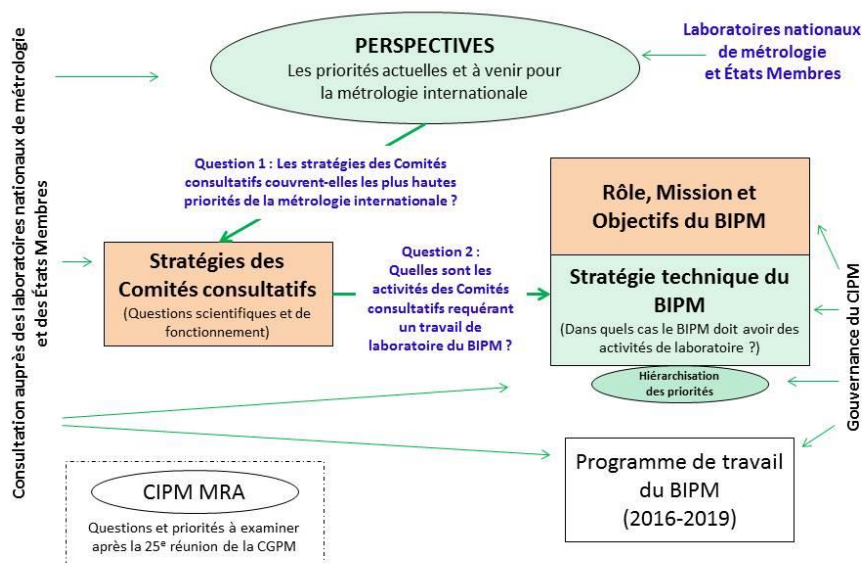 PERSPECTIVES
Les priorités actuelles et à venir pour
la métrologie internationale
Laboratoires nationaux
de métrologie
et États Membres
Consultation auprès des laboratoires nationaux de métrologie
et des États Membres
Question 1 : Les stratégies des Comités
consultatifs couvrent-elles les plus hautes
priorités de la métrologie internationale ?
Stratégies des
Comités consultatifs
(Questions scientifiques et de
fonctionnement)
Question 2 :
Quelles sont les
activités des Comités
consultatifs requérant
un travail de
laboratoire du BIPM ?
Rôle, Mission et
Objectifs du BIPM
Stratégie technique du
BIPM
(Dans quels cas le BIPM doit avoir des
activités de laboratoire ?)
Hiérarchisation
des priorités
Gouvernance du CIPM
Programme de travail
du BIPM
(2016-2019)
CIPM MRA
Questions et priorités à examiner
après la 25e réunion de la CGPM